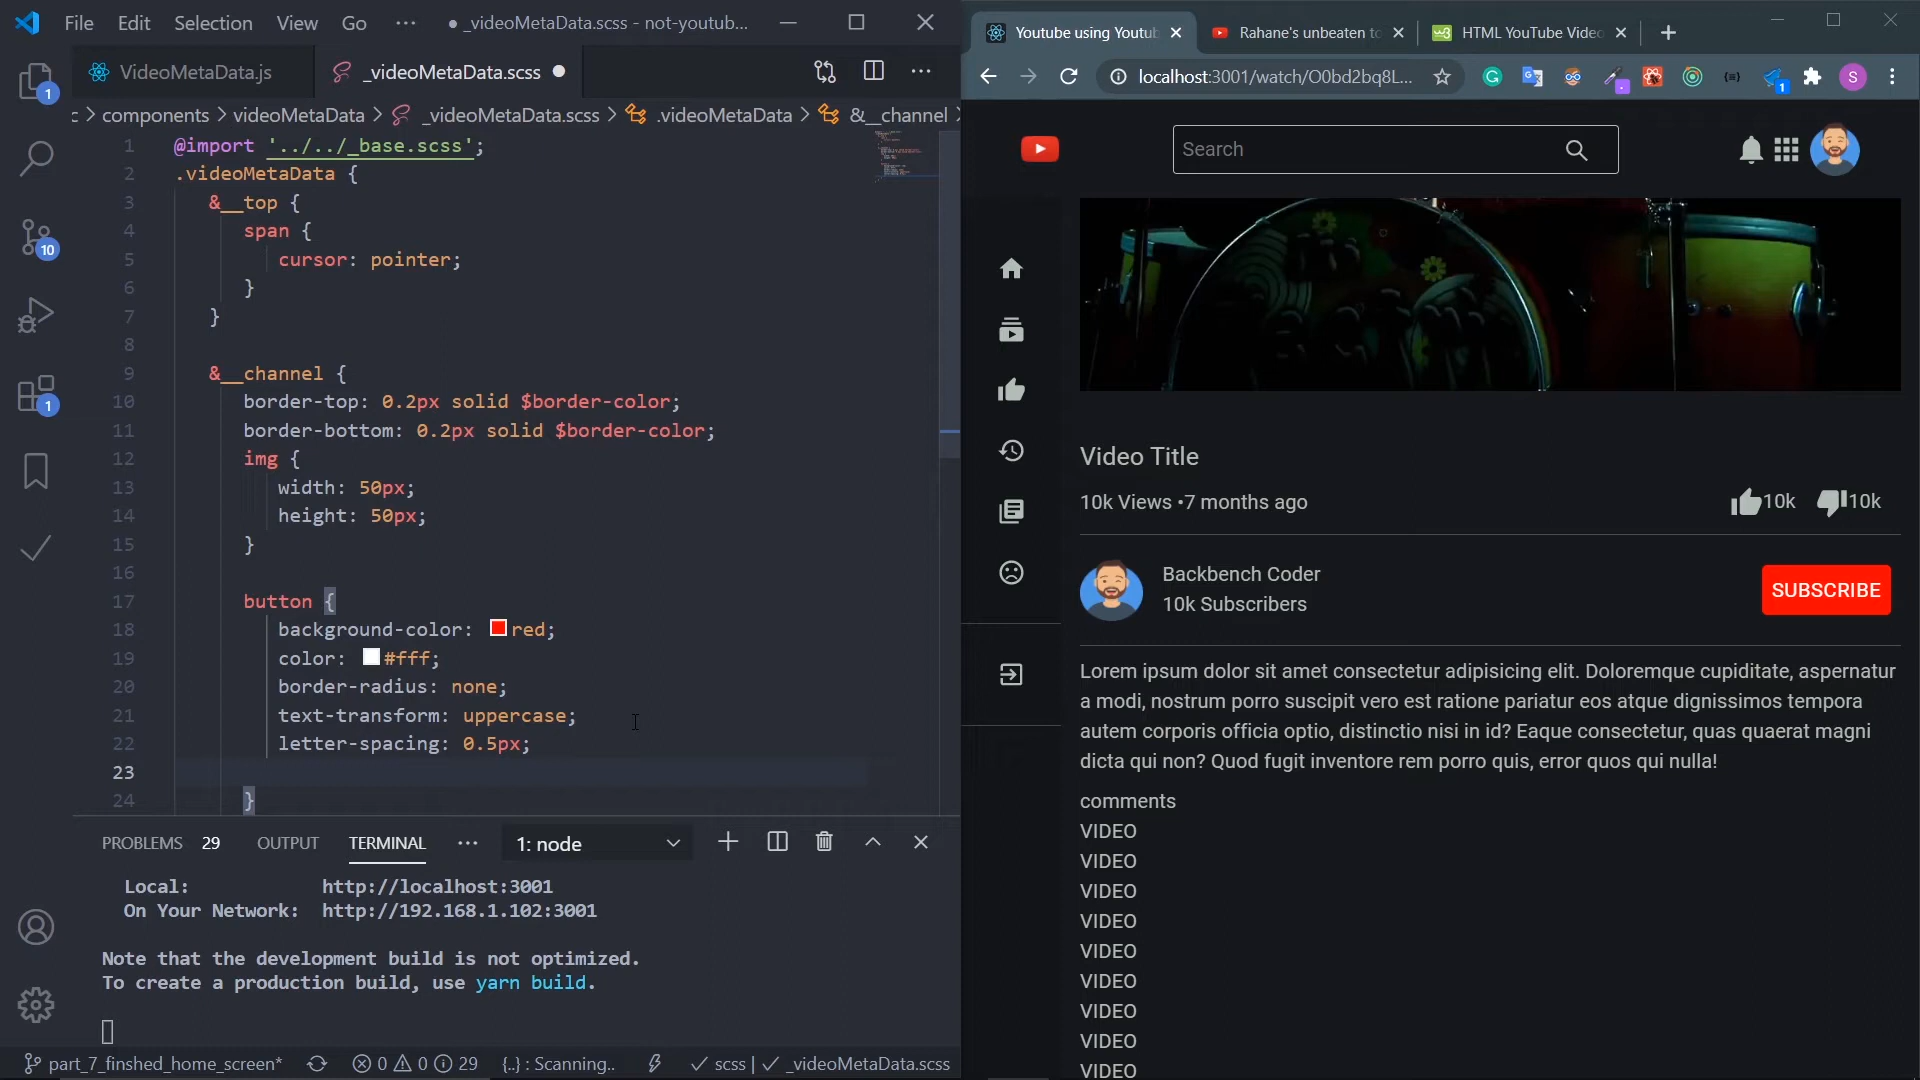 File Edit Selection View Go ··· ● _videoMetaData.scss - not-youtub...
VideoMetaData.js _videoMetaData.scss ●
c > components > videoMetaData > _videoMetaData.scss > .videoMetaData > &__channel >
1 @import '../../_base.scss';
2 .videoMetaData {
3 &__top {
4 span {
5 cursor: pointer;
6 }
7 }
8
9 &__channel {
10 border-top: 0.2px solid $border-color;
11 border-bottom: 0.2px solid $border-color;
12 img {
13 width: 50px;
14 height: 50px;
15 }
16
17 button {
18 background-color: red;
19 color: #fff;
20 border-radius: none;
21 text-transform: uppercase;
22 letter-spacing: 0.5px;
23
24 }
1
10
1
PROBLEMS 29 OUTPUT TERMINAL ··· 1: node
Local: http://localhost:3001
On Your Network: http://192.168.1.102:3001
Note that the development build is not optimized.
To create a production build, use yarn build.
part_7_finshed_home_screen* 0 0 29 {..} : Scanning.. scss | _videoMetaData.scss
Youtube using Youtub Rahane's unbeaten to HTML YouTube Video
localhost:3001/watch/O0bd2bq8L... 1 S
Search
Video Title
10k Views •7 months ago 10k 10k
Backbench Coder
10k Subscribers
SUBSCRIBE
Lorem ipsum dolor sit amet consectetur adipisicing elit. Doloremque cupiditate, aspernatur
a modi, nostrum porro suscipit vero est ratione pariatur eos atque dignissimos tempora
autem corporis officia optio, distinctio nisi in id? Eaque consectetur, quas quaerat magni
dicta qui non? Quod fugit inventore rem porro quis, error quos qui nulla!
comments
VIDEO
VIDEO
VIDEO
VIDEO
VIDEO
VIDEO
VIDEO
VIDEO
VIDEO